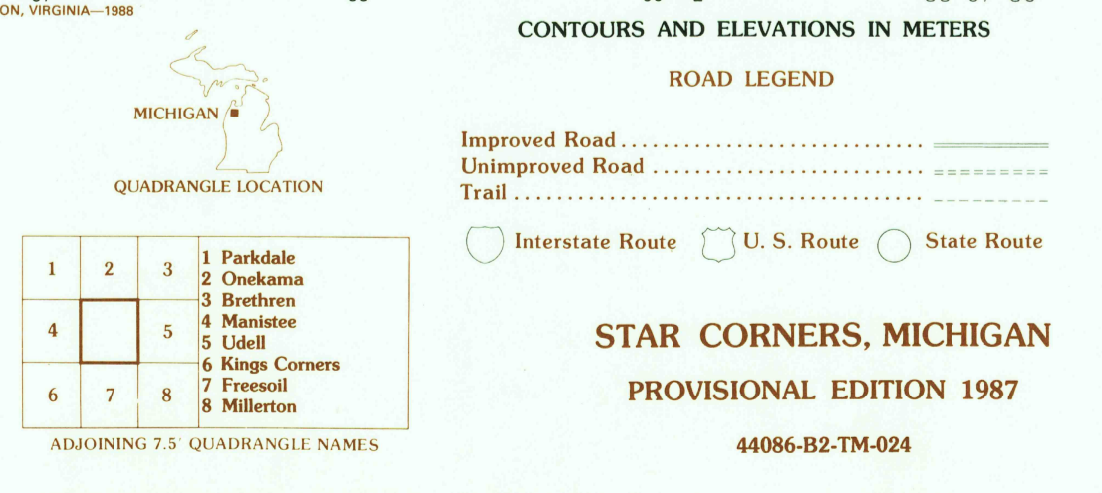 ON, VIRGINIA—1988
MICHIGAN
QUADRANGLE LOCATION
CONTOURS AND ELEVATIONS IN METERS
ROAD LEGEND
Improved Road
Unimproved Road
Trail
Interstate Route
U. S. Route
State Route
1 2 3
4 5
6 7 8
1 Parkdale
2 Onekama
3 Brethren
4 Manistee
5 Udell
6 Kings Corners
7 Freesoil
8 Millerton
ADJOINING 7.5' QUADRANGLE NAMES
STAR CORNERS, MICHIGAN
PROVISIONAL EDITION 1987
44086-B2-TM-024